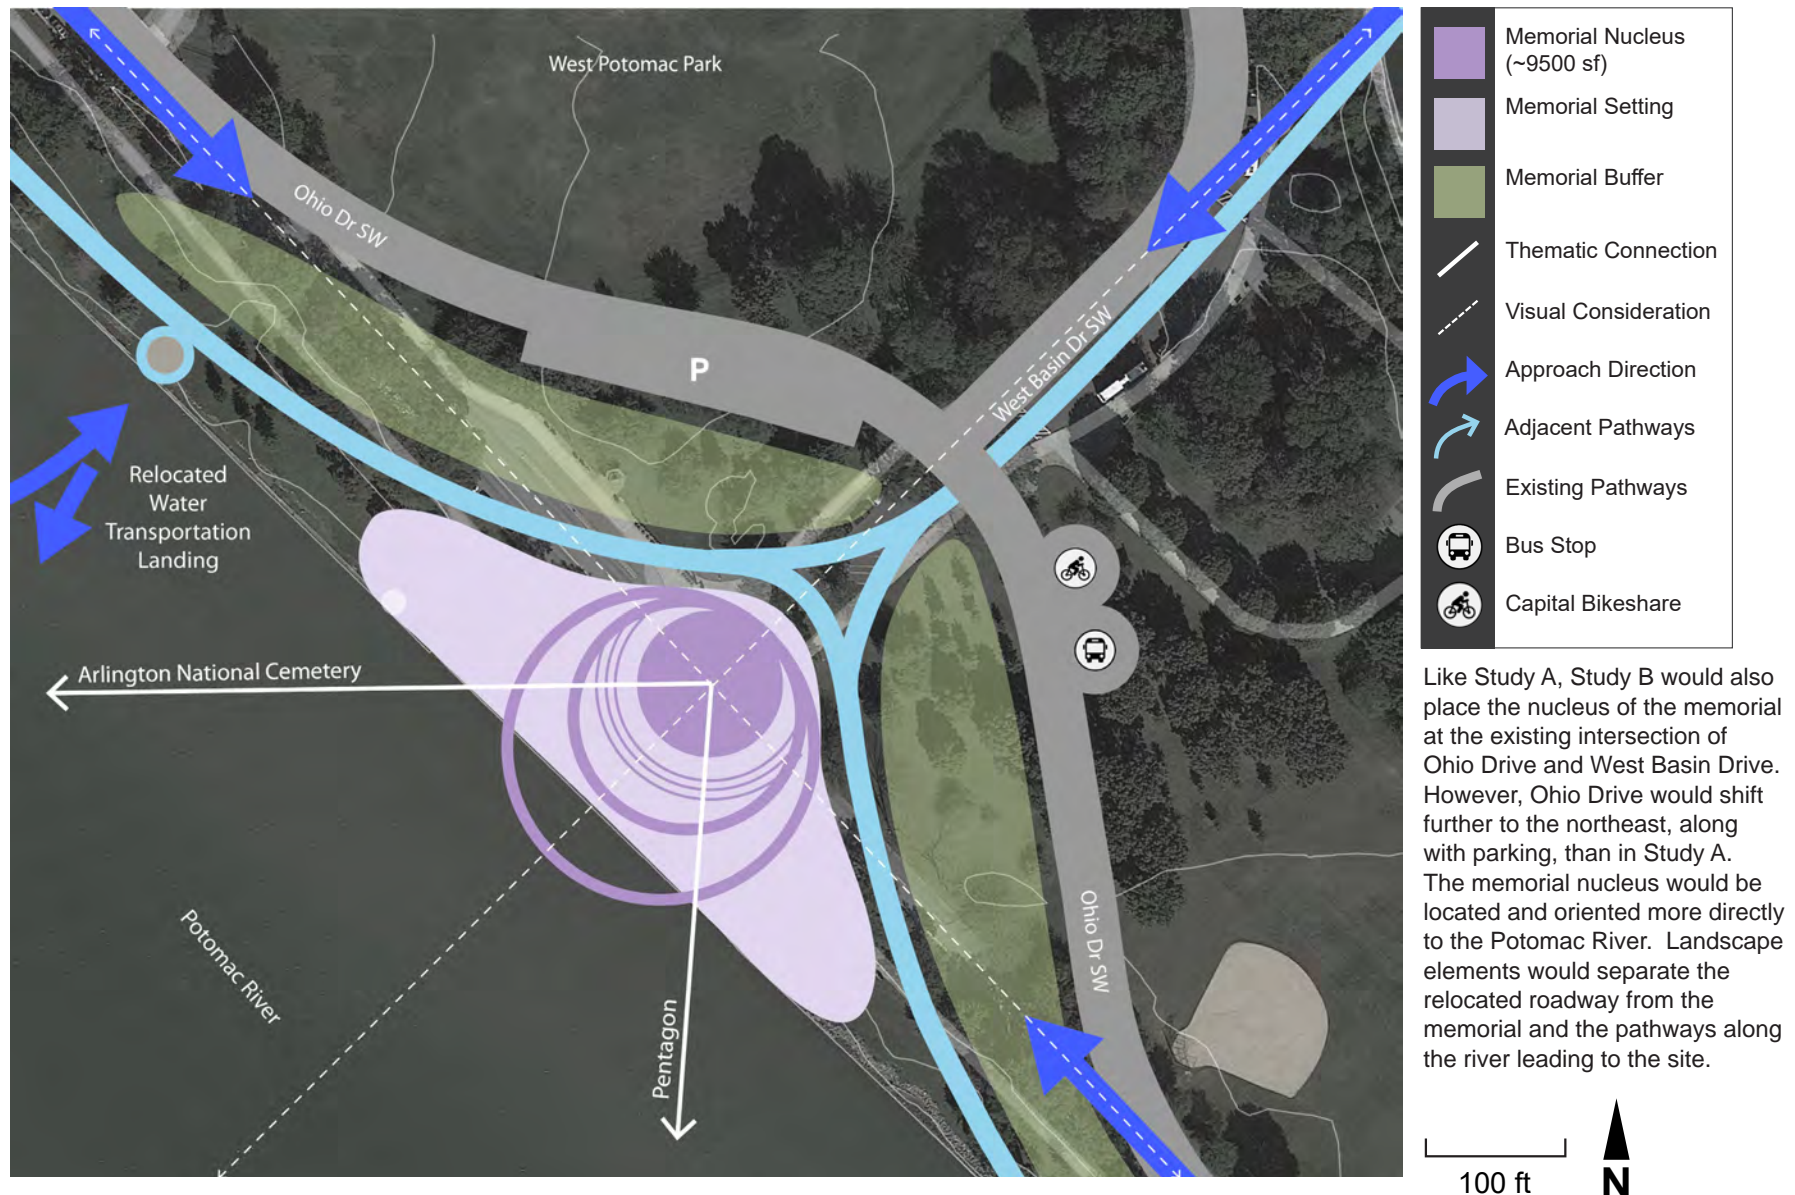 West Potomac Park
Ohio Dr SW
P
West Basin Dr SW
Relocated
Water
Transportation
Landing
Arlington National Cemetery
Potomac River
Pentagon
Ohio Dr SW
Memorial Nucleus
(~9500 sf)
Memorial Setting
Memorial Buffer
Thematic Connection
Visual Consideration
Approach Direction
Adjacent Pathways
Existing Pathways
Bus Stop
Capital Bikeshare
Like Study A, Study B would also
place the nucleus of the memorial
at the existing intersection of
Ohio Drive and West Basin Drive.
However, Ohio Drive would shift
further to the northeast, along
with parking, than in Study A.
The memorial nucleus would be
located and oriented more directly
to the Potomac River.  Landscape
elements would separate the
relocated roadway from the
memorial and the pathways along
the river leading to the site.
100 ft
N